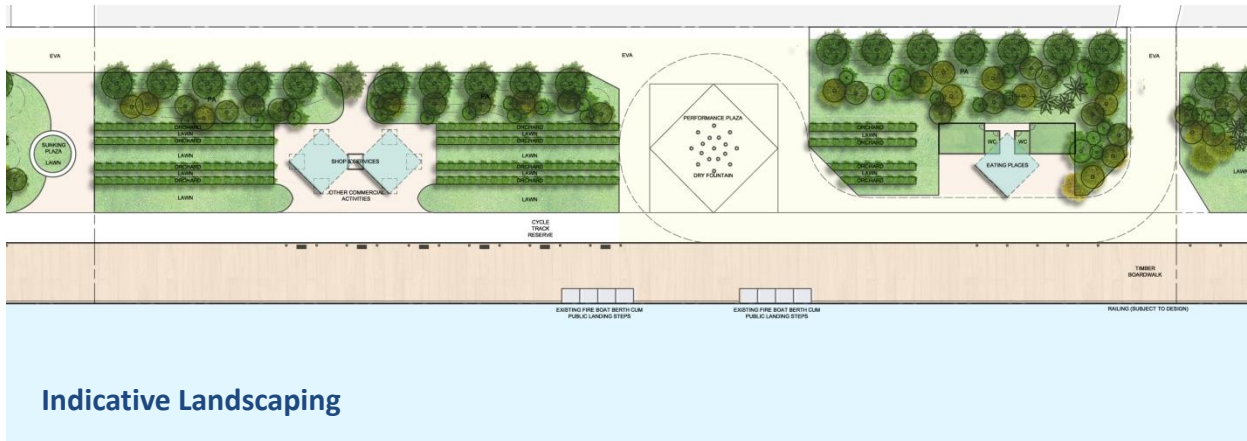 EVA
EVA
EVA
PA
PA
SUNKING
PLAZA
LAWN
ORCHARD
LAWN
ORCHARD
LAWN
ORCHARD
LAWN
ORCHARD
LAWN
SHOP & SERVICES
OTHER COMMERCIAL
ACTIVITIES
ORCHARD
LAWN
ORCHARD
LAWN
ORCHARD
LAWN
ORCHARD
LAWN
PERFORMANCE PLAZA
DRY FOUNTAIN
ORCHARD
LAWN
ORCHARD
ORCHARD
LAWN
ORCHARD
WC
WC
EATING PLACES
LAWN
CYCLE
TRACK
RESERVE
TIMBER
BOARDWALK
EXISTING FIRE BOAT BERTH CUM
PUBLIC LANDING STEPS
EXISTING FIRE BOAT BERTH CUM
PUBLIC LANDING STEPS
RAILING (SUBJECT TO DESIGN)
Indicative Landscaping